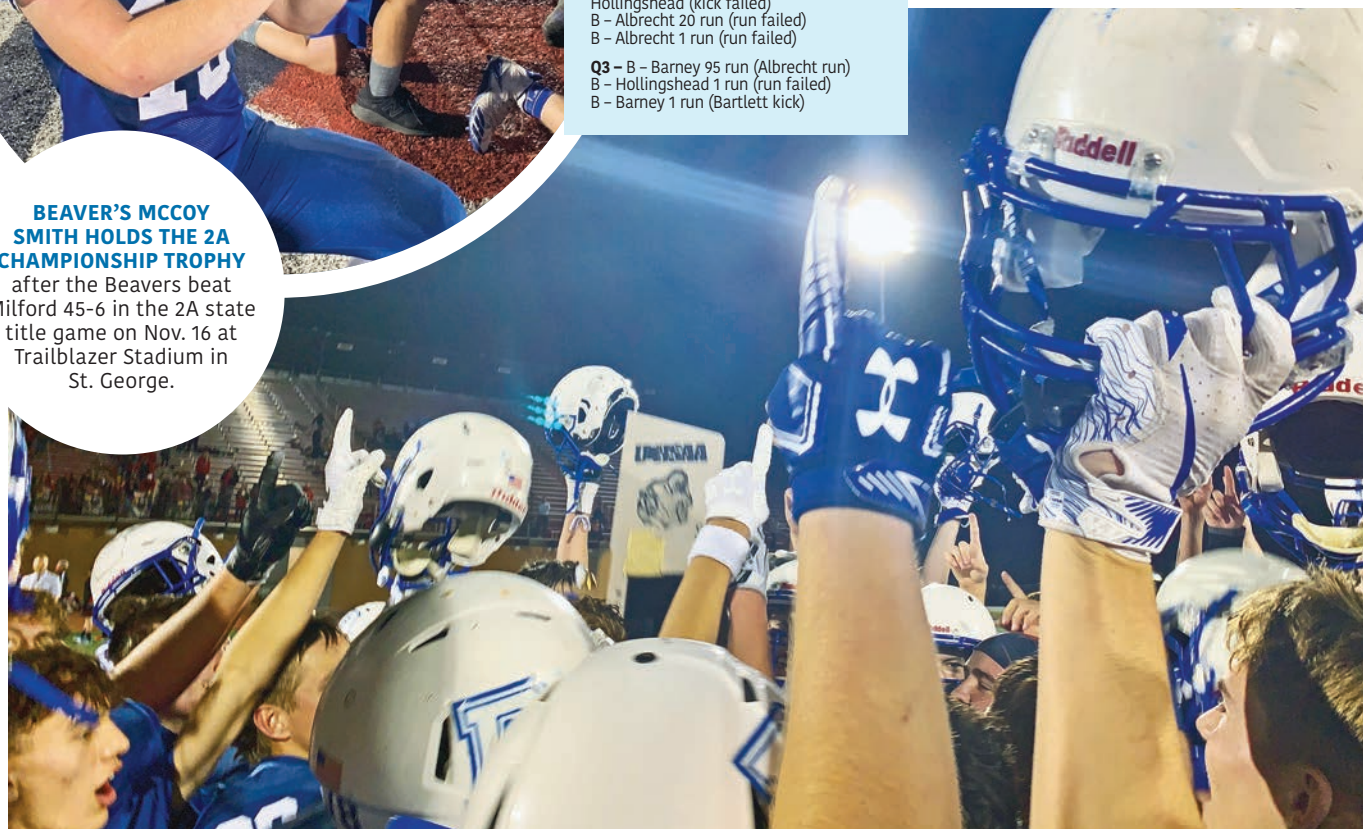 Hollingshead (kick failed)
B – Albrecht 20 run (run failed)
B – Albrecht 1 run (run failed)
Q3 – B – Barney 95 run (Albrecht run)
B – Hollingshead 1 run (run failed)
B – Barney 1 run (Bartlett kick)
BEAVER'S MCCOY
SMITH HOLDS THE 2A
CHAMPIONSHIP TROPHY
after the Beavers beat
Milford 45-6 in the 2A state
title game on Nov. 16 at
Trailblazer Stadium in
St. George.
Riddell